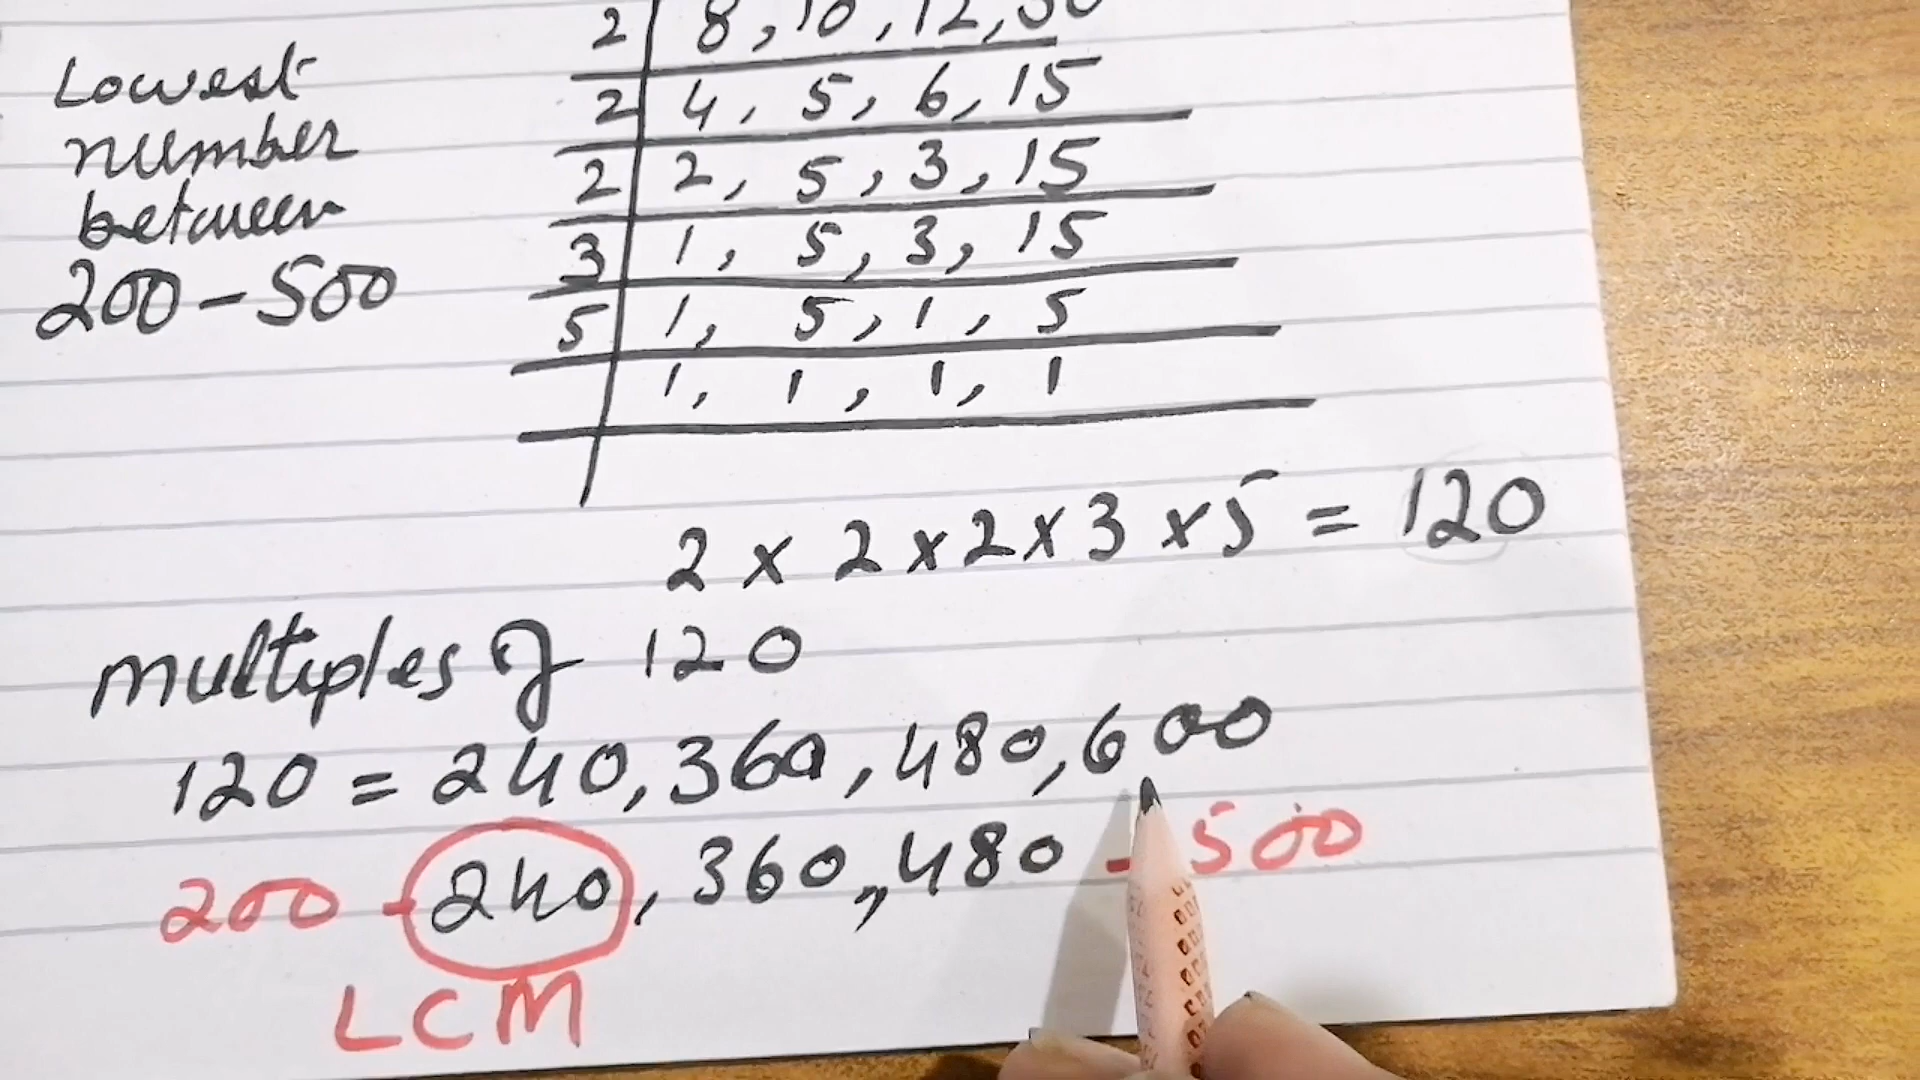 Lowest
number
between
200 - 500
2 8, 10, 12, 30
2 4, 5, 6, 15
2 2, 5, 3, 15
3 1, 5, 3, 15
5 1, 5, 1, 5
1, 1, 1, 1
2 x 2 x 2 x 3 x 5 = 120
multiples of 120
120 = 240, 360, 480, 600
200 - 240, 360, 480 - 500
LCM